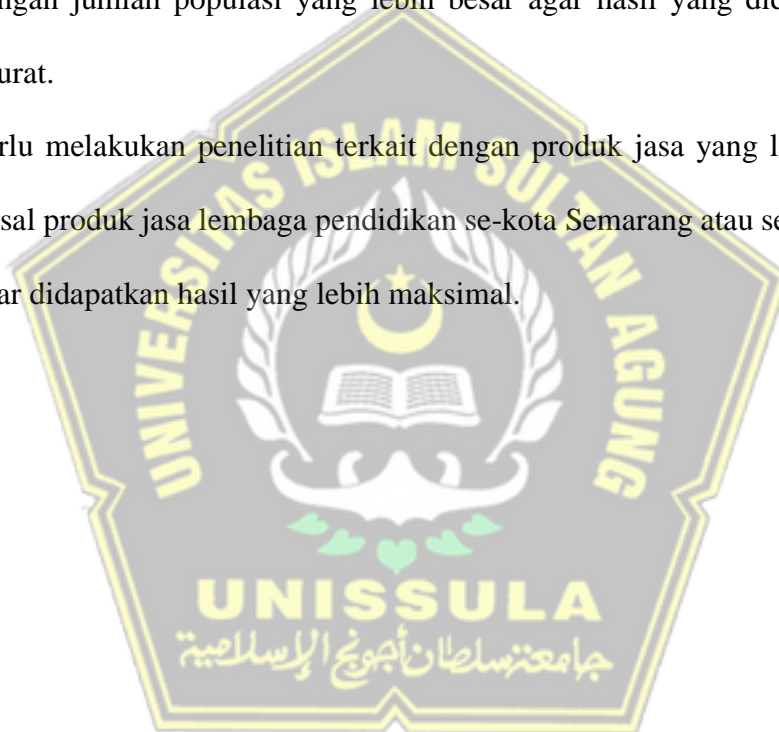 ngan jumlah populasi yang lebih besar agar hasil yang did
urat.
rlu melakukan penelitian terkait dengan produk jasa yang l
sal produk jasa lembaga pendidikan se-kota Semarang atau se
ar didapatkan hasil yang lebih maksimal.
UNIVERSITAS ISLAM SULTAN AGUNG
UNISSULA
جامعة سلطان أجونج الإسلامية